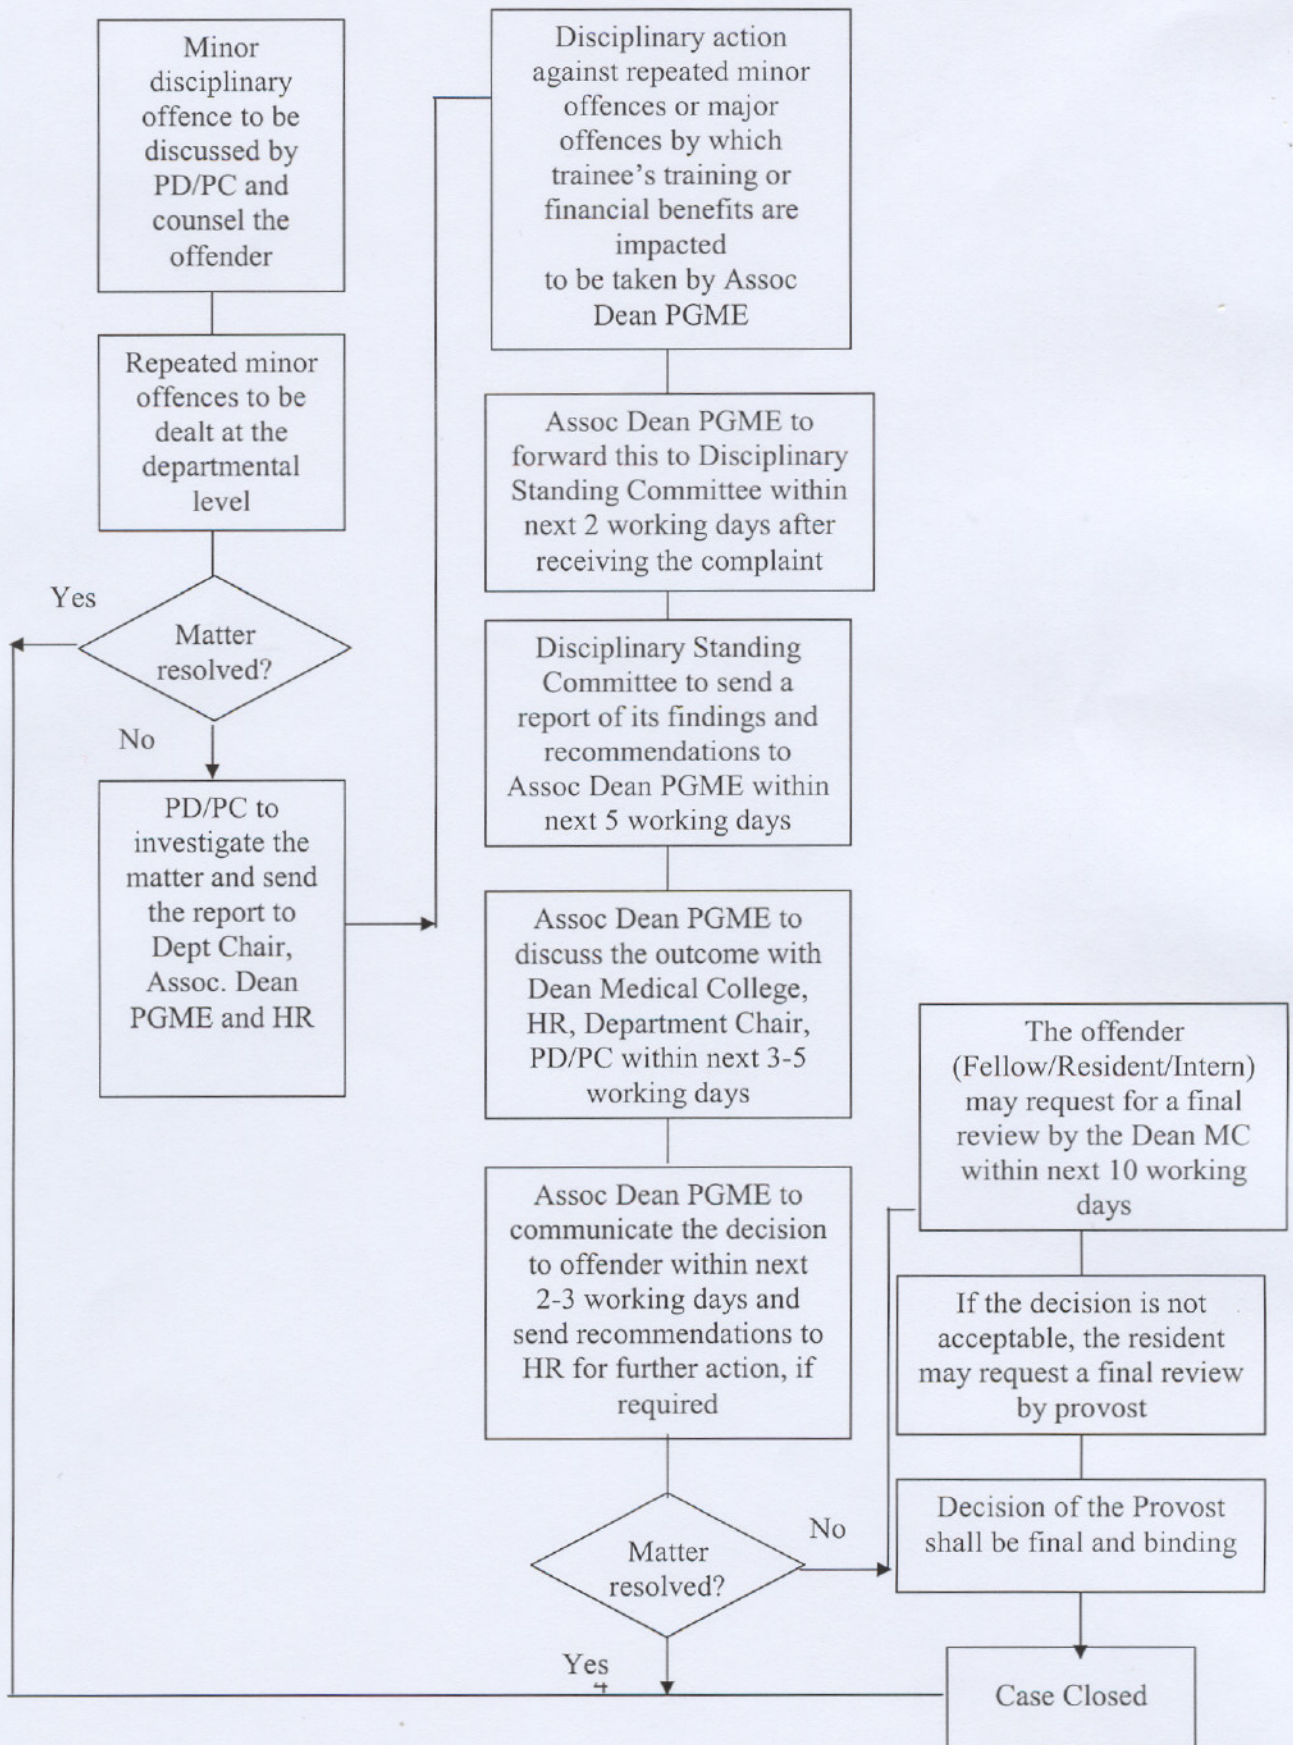 Minor
disciplinary
offence to be
discussed by
PD/PC and
counsel the
offender
Repeated minor
offences to be
dealt at the
departmental
level
Yes
Matter
resolved?
No
PD/PC to
investigate the
matter and send
the report to
Dept Chair,
Assoc. Dean
PGME and HR
Disciplinary action
against repeated minor
offences or major
offences by which
trainee's training or
financial benefits are
impacted
to be taken by Assoc
Dean PGME
Assoc Dean PGME to
forward this to Disciplinary
Standing Committee within
next 2 working days after
receiving the complaint
Disciplinary Standing
Committee to send a
report of its findings and
recommendations to
Assoc Dean PGME within
next 5 working days
Assoc Dean PGME to
discuss the outcome with
Dean Medical College,
HR, Department Chair,
PD/PC within next 3-5
working days
Assoc Dean PGME to
communicate the decision
to offender within next
2-3 working days and
send recommendations to
HR for further action, if
required
Matter
resolved?
No
Yes
4
The offender
(Fellow/Resident/Intern)
may request for a final
review by the Dean MC
within next 10 working
days
If the decision is not
acceptable, the resident
may request a final review
by provost
Decision of the Provost
shall be final and binding
Case Closed